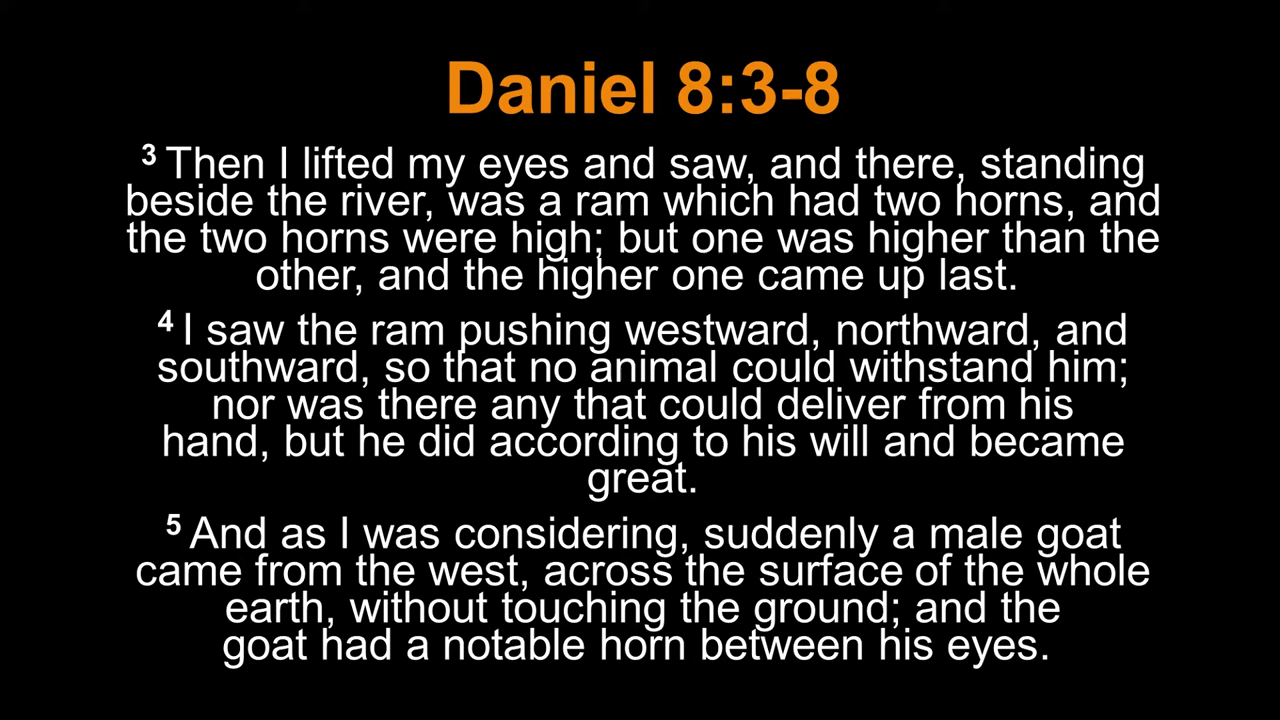 Daniel 8:3-8
3 Then I lifted my eyes and saw, and there, standing
beside the river, was a ram which had two horns, and
the two horns were high; but one was higher than the
other, and the higher one came up last.
4 I saw the ram pushing westward, northward, and
southward, so that no animal could withstand him;
nor was there any that could deliver from his
hand, but he did according to his will and became
great.
5 And as I was considering, suddenly a male goat
came from the west, across the surface of the whole
earth, without touching the ground; and the
goat had a notable horn between his eyes.